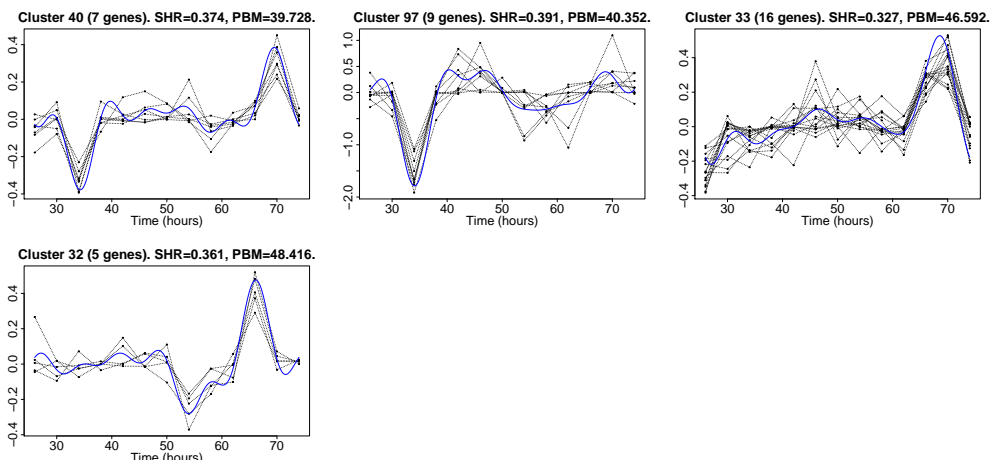 Cluster 40 (7 genes). SHR=0.374, PBM=39.728.
0.4
0.2
0.0
−0.2
−0.4
30 40 50 60 70
Time (hours)
Cluster 97 (9 genes). SHR=0.391, PBM=40.352.
1.0
0.5
0.0
−1.0
−2.0
30 40 50 60 70
Time (hours)
Cluster 33 (16 genes). SHR=0.327, PBM=46.592.
0.4
0.2
0.0
−0.2
−0.4
30 40 50 60 70
Time (hours)
Cluster 32 (5 genes). SHR=0.361, PBM=48.416.
0.4
0.2
0.0
−0.2
−0.4
30 40 50 60 70
Time (hours)